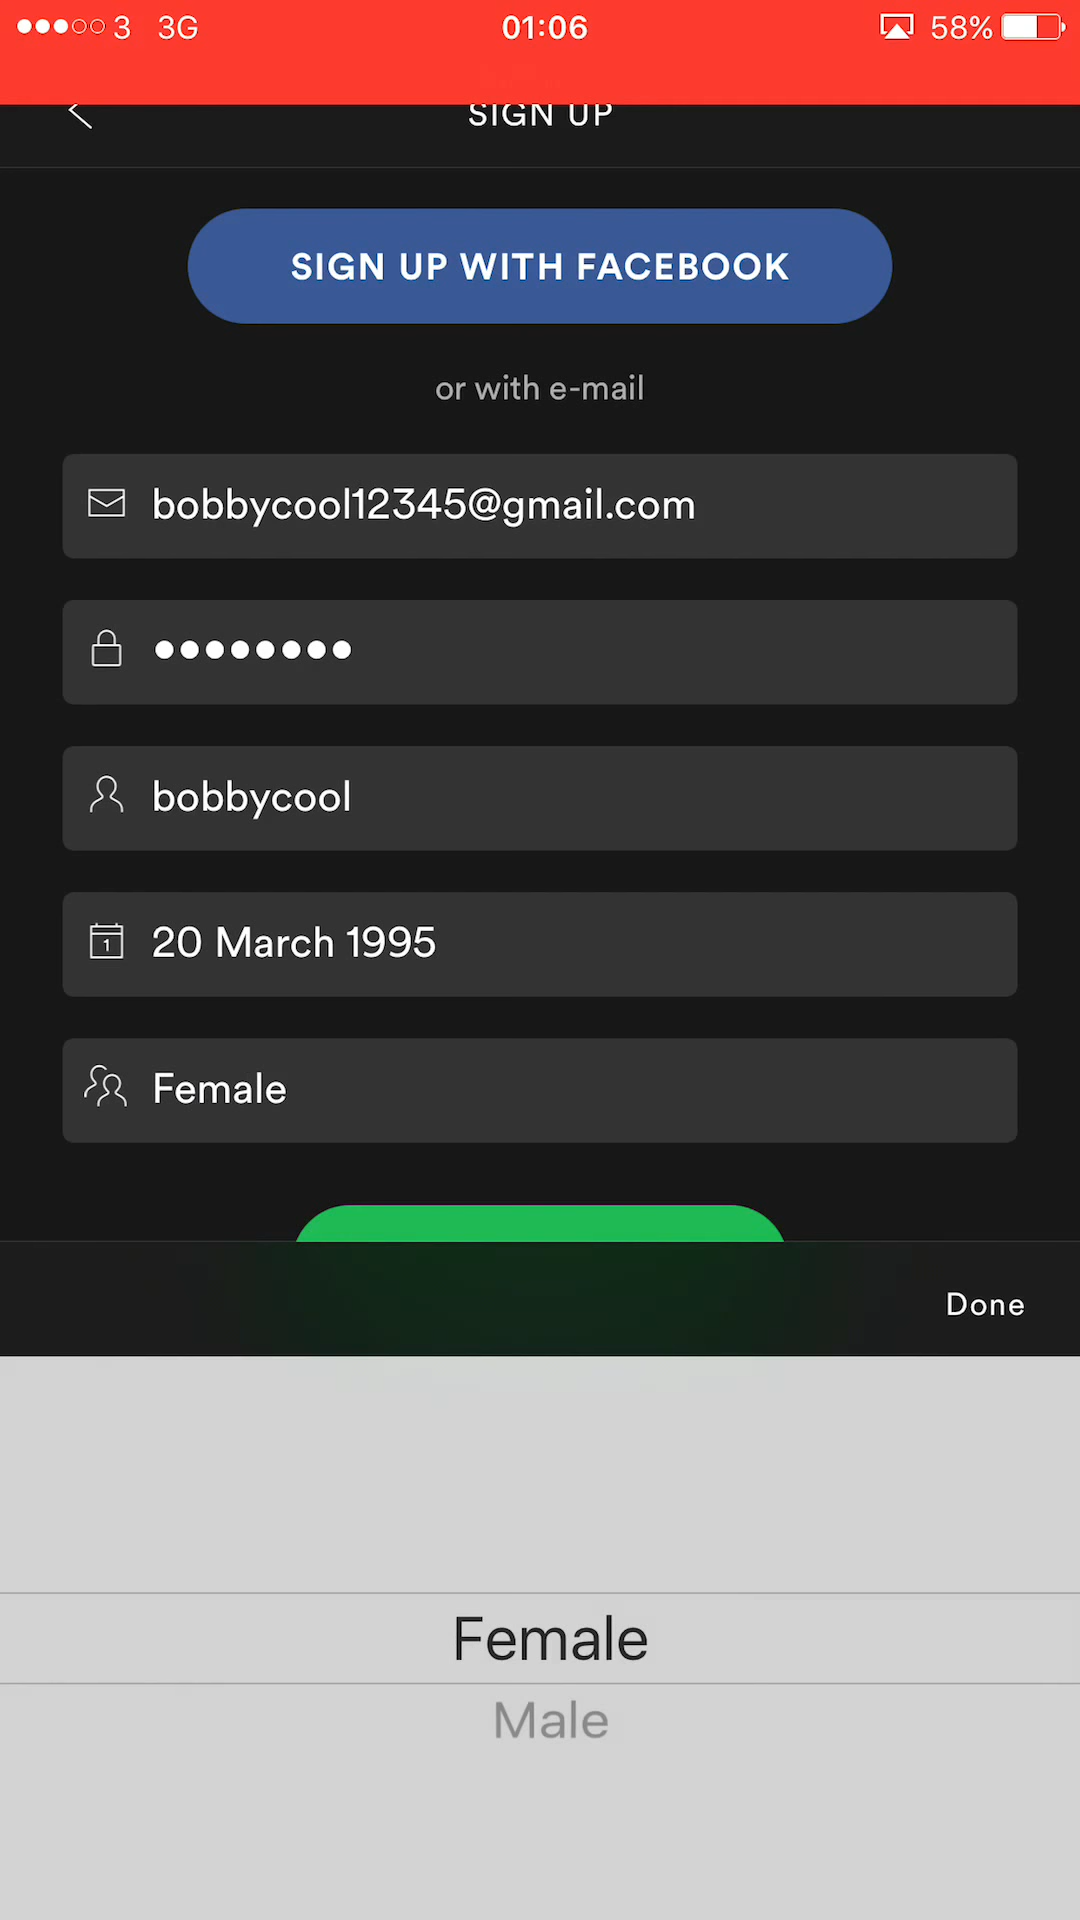 3 3G 01:06 58%
SIGN UP
SIGN UP WITH FACEBOOK
or with e-mail
bobbycool12345@gmail.com
••••••••
bobbycool
1 20 March 1995
Female
Done
Female
Male